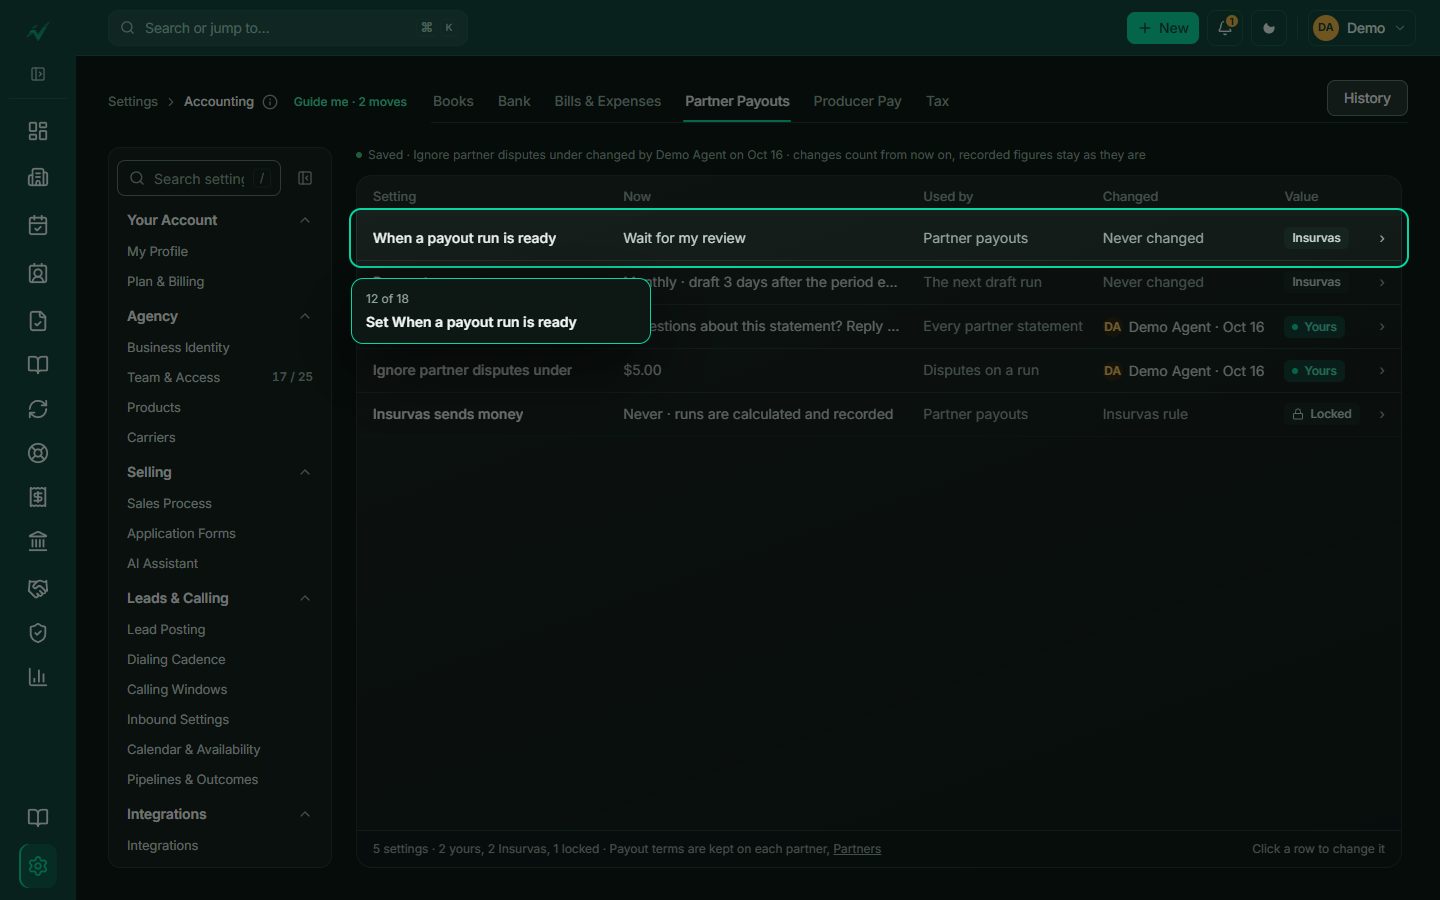 Search or jump to...
⌘ K
New
1
DA
Demo
Settings
Accounting
Guide me · 2 moves
Books
Bank
Bills & Expenses
Partner Payouts
Producer Pay
Tax
History
/
Your Account
My Profile
Plan & Billing
Agency
Business Identity
Team & Access 17 / 25
Products
Carriers
Selling
Sales Process
Application Forms
AI Assistant
Leads & Calling
Lead Posting
Dialing Cadence
Calling Windows
Inbound Settings
Calendar & Availability
Pipelines & Outcomes
Integrations
Integrations
Saved · Ignore partner disputes under changed by Demo Agent on Oct 16 · changes count from now on, recorded figures stay as they are
Setting Now Used by Changed Value
When a payout run is ready Wait for my review Partner payouts Never changed Insurvas
· draft 3 days after the period e... The next draft run Never changed Insurvas
12 of 18
Set When a payout run is ready
about this statement? Reply ... Every partner statement DA Demo Agent · Oct 16 Yours
Ignore partner disputes under $5.00 Disputes on a run DA Demo Agent · Oct 16 Yours
Insurvas sends money Never · runs are calculated and recorded Partner payouts Insurvas rule Locked
5 settings · 2 yours, 2 Insurvas, 1 locked · Payout terms are kept on each partner, Partners
Click a row to change it